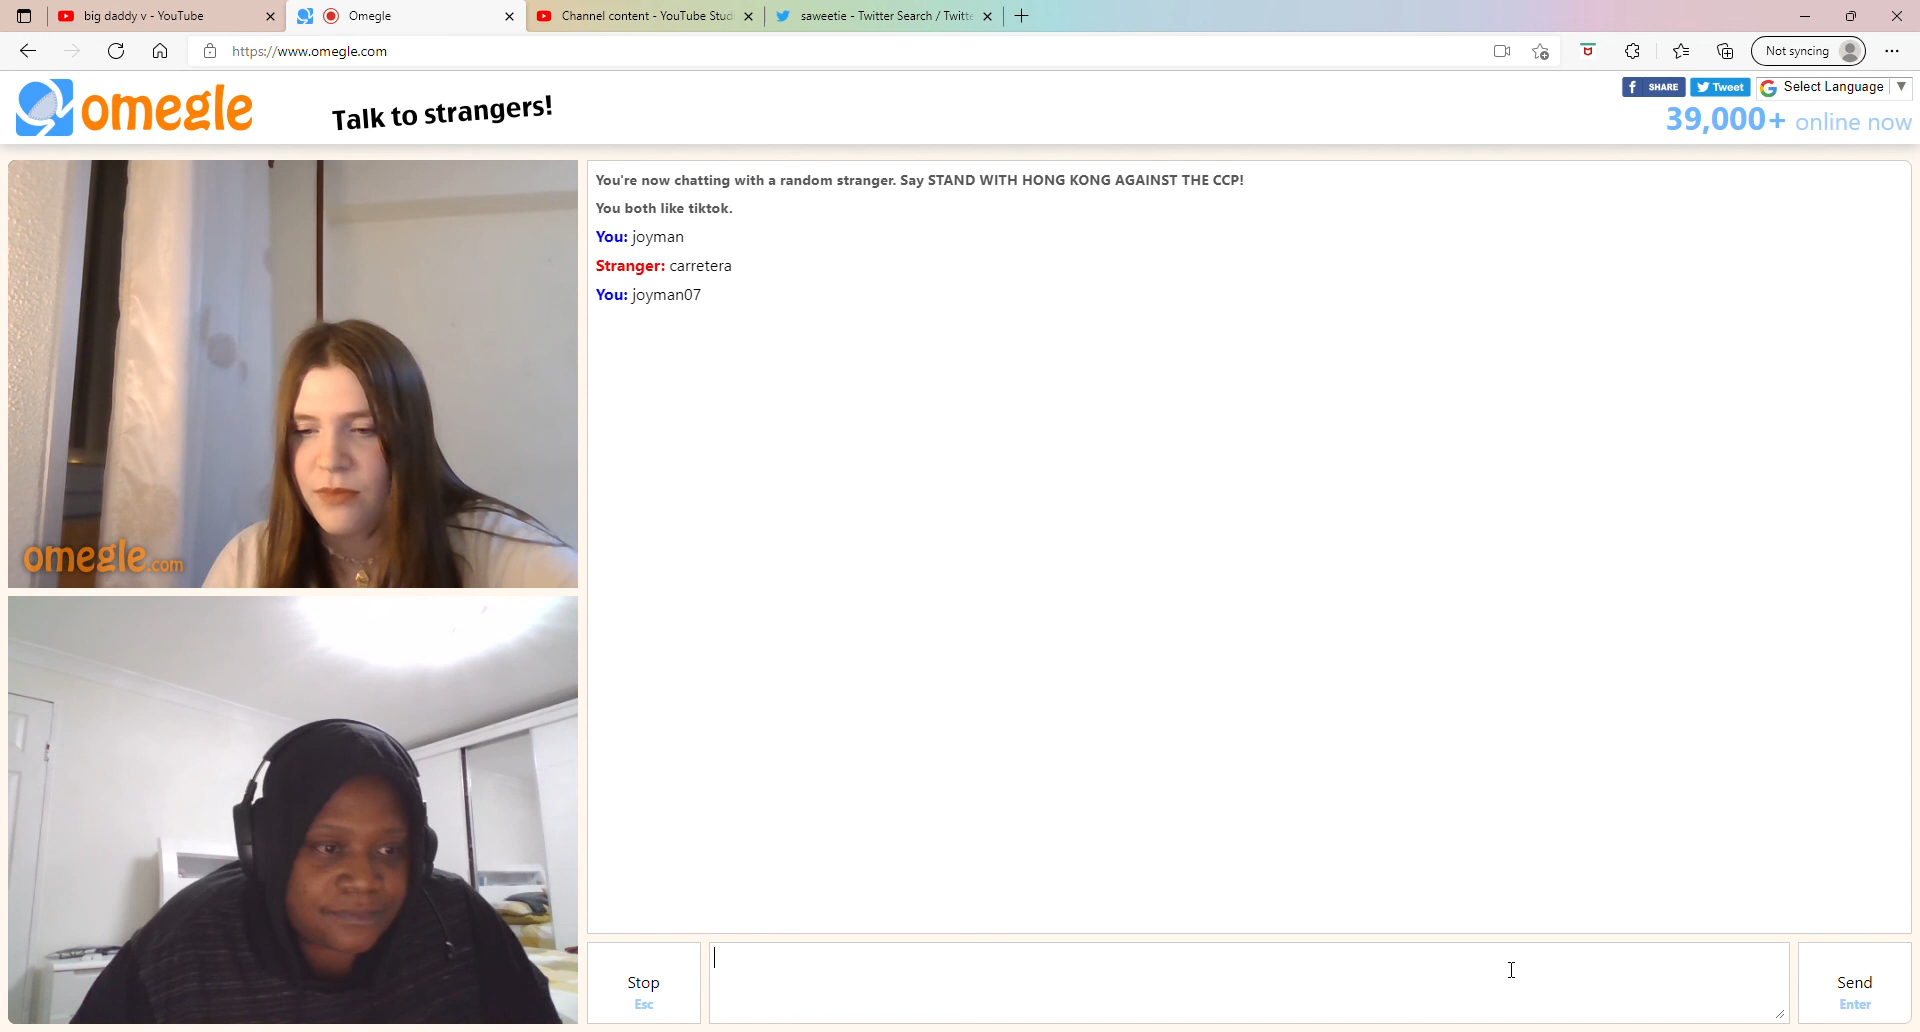 big daddy v - YouTube
Omegle
Channel content - YouTube Stud
saweetie - Twitter Search / Twitte
https://www.omegle.com
Not syncing
omegle
Talk to strangers!
SHARE
Tweet
Select Language
39,000+ online now
omegle.com
You're now chatting with a random stranger. Say STAND WITH HONG KONG AGAINST THE CCP!
You both like tiktok.
You: joyman
Stranger: carretera
You: joyman07
Stop
Esc
Send
Enter